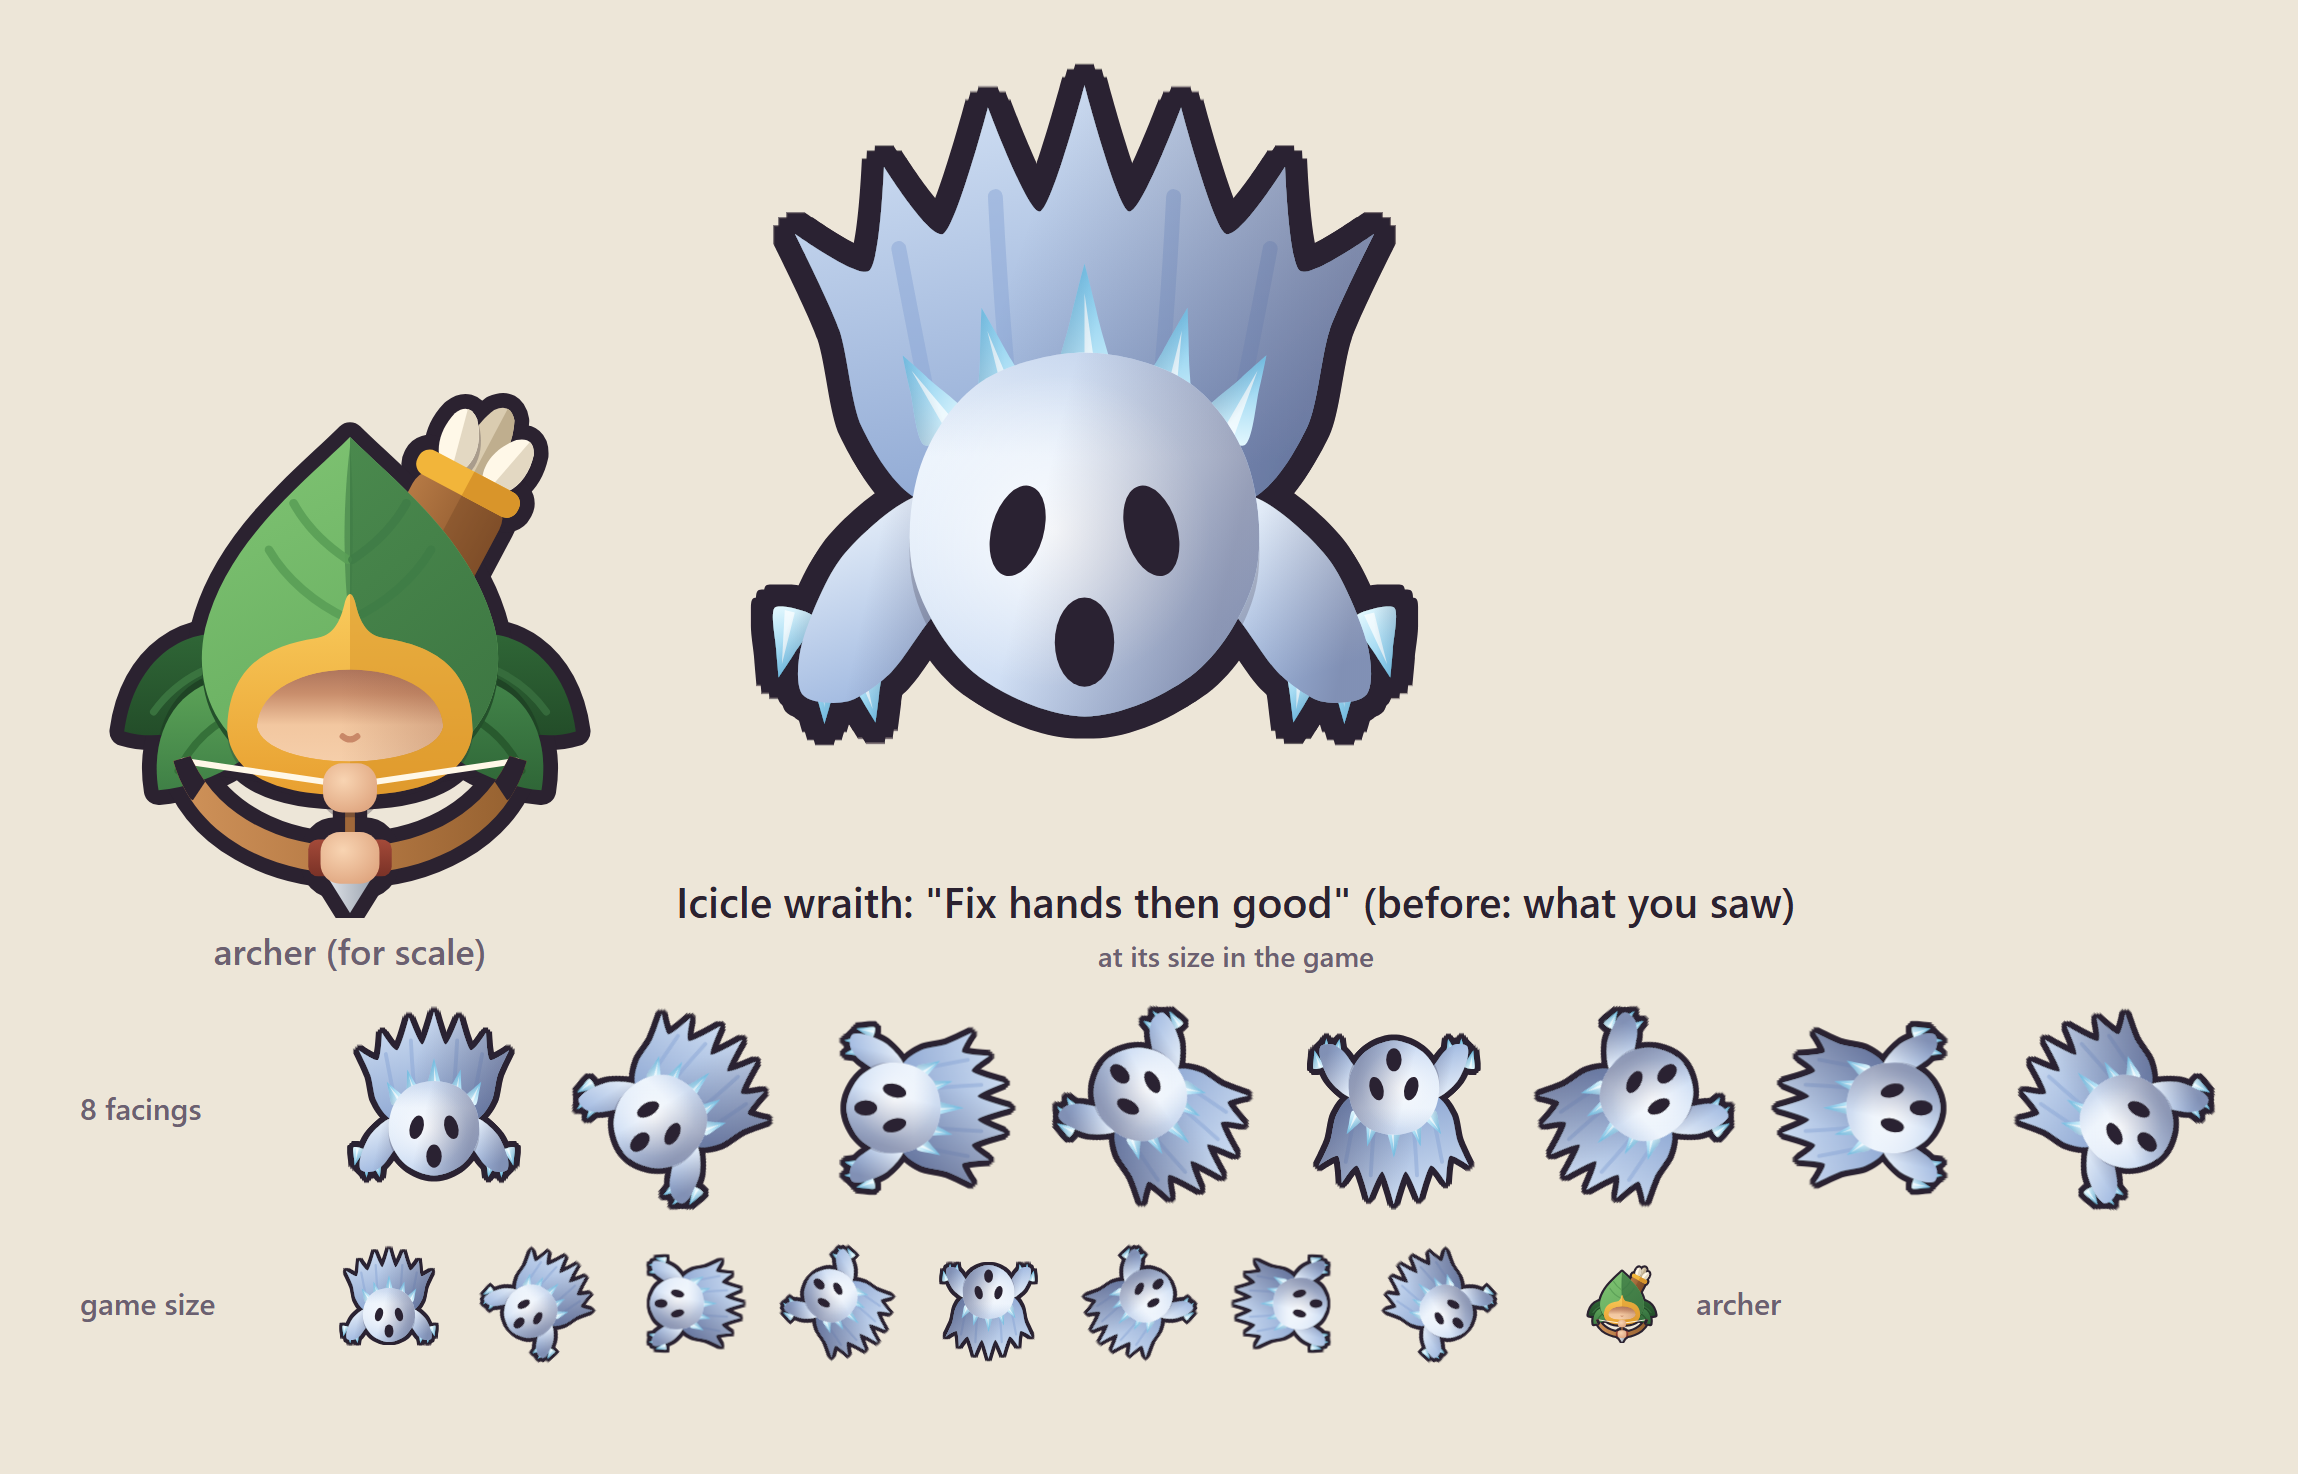 Icicle wraith: "Fix hands then good" (before: what you saw)
archer (for scale)
at its size in the game
8 facings
game size
archer